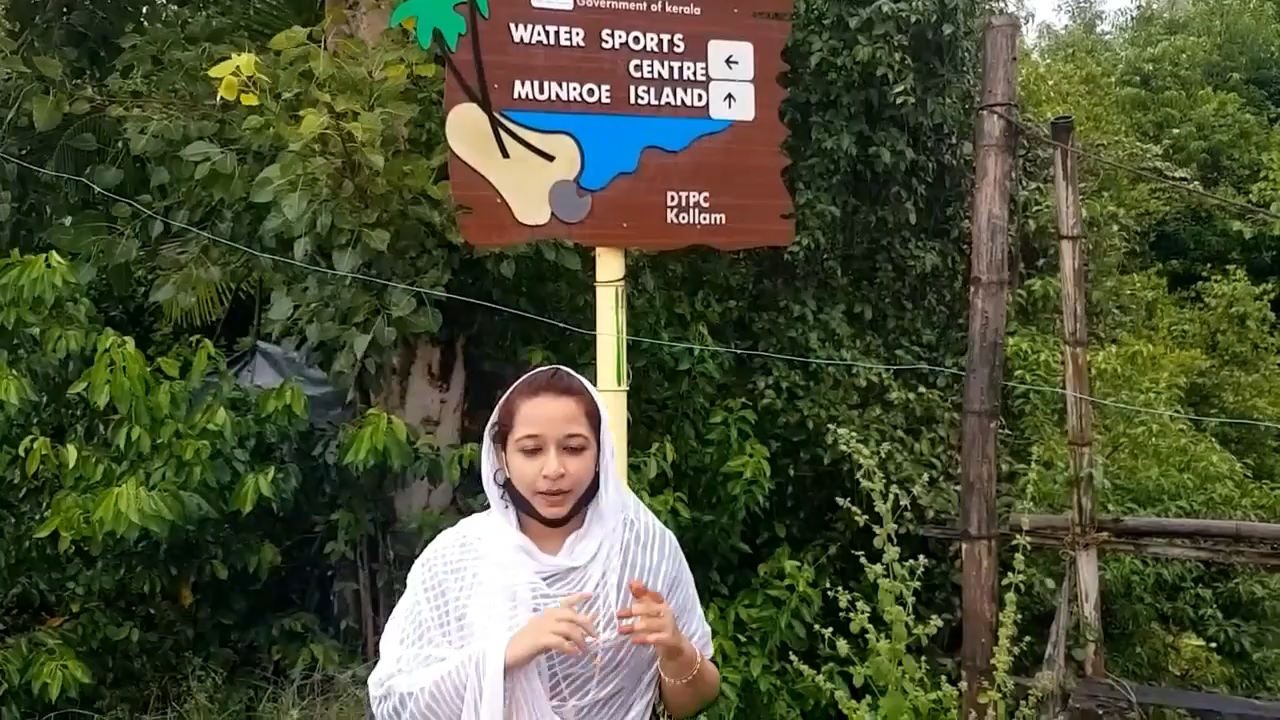 Government of kerala
WATER SPORTS
CENTRE ←
MUNROE ISLAND ↑
DTPC
Kollam